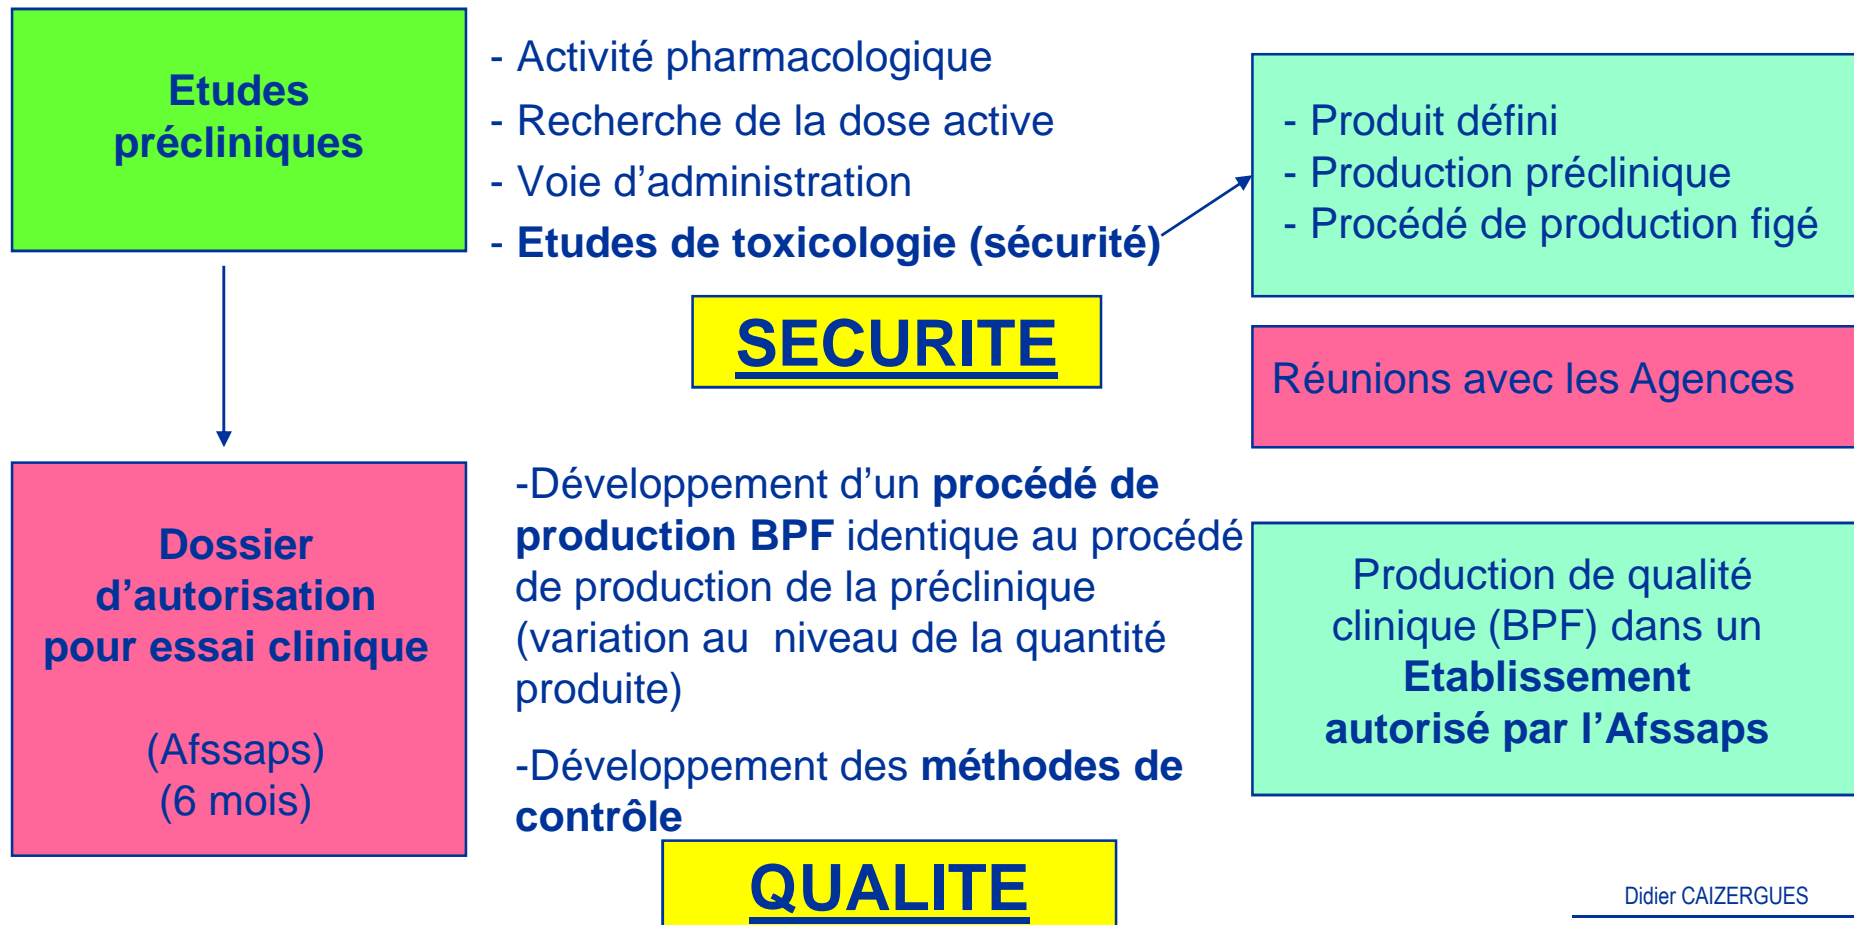 Etudes
précliniques
- Activité pharmacologique
- Recherche de la dose active
- Voie d’administration
- Etudes de toxicologie (sécurité)
- Produit défini
- Production préclinique
- Procédé de production figé
SECURITE
Réunions avec les Agences
Dossier
d’autorisation
pour essai clinique
(Afssaps)
(6 mois)
-Développement d’un procédé de
production BPF identique au procédé
de production de la préclinique
(variation au niveau de la quantité
produite)
-Développement des méthodes de
contrôle
Production de qualité
clinique (BPF) dans un
Etablissement
autorisé par l’Afssaps
QUALITE
Didier CAIZERGUES